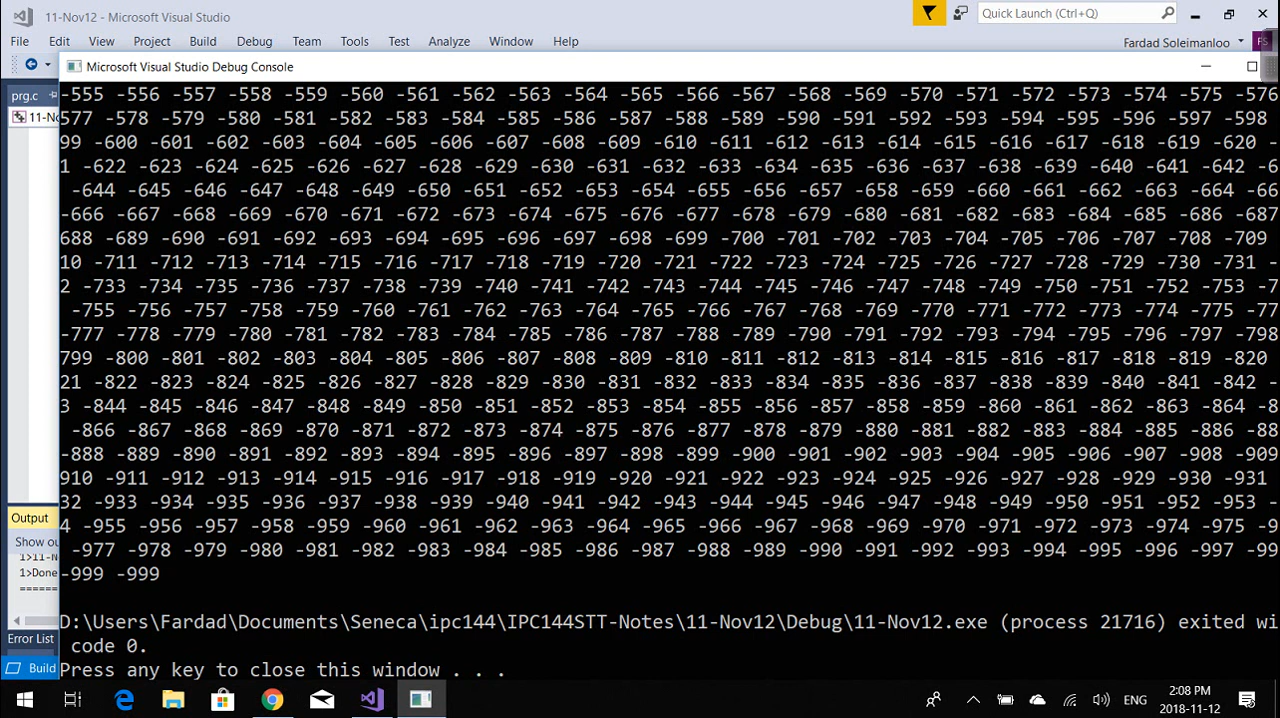 11-Nov12 - Microsoft Visual Studio
Quick Launch (Ctrl+Q)
File Edit View Project Build Debug Team Tools Test Analyze Window Help
Fardad Soleimanloo
FS
Microsoft Visual Studio Debug Console
prg.c
11-No
-555 -556 -557 -558 -559 -560 -561 -562 -563 -564 -565 -566 -567 -568 -569 -570 -571 -572 -573 -574 -575 -576
577 -578 -579 -580 -581 -582 -583 -584 -585 -586 -587 -588 -589 -590 -591 -592 -593 -594 -595 -596 -597 -598
99 -600 -601 -602 -603 -604 -605 -606 -607 -608 -609 -610 -611 -612 -613 -614 -615 -616 -617 -618 -619 -620
1 -622 -623 -624 -625 -626 -627 -628 -629 -630 -631 -632 -633 -634 -635 -636 -637 -638 -639 -640 -641 -642 -6
-644 -645 -646 -647 -648 -649 -650 -651 -652 -653 -654 -655 -656 -657 -658 -659 -660 -661 -662 -663 -664 -66
-666 -667 -668 -669 -670 -671 -672 -673 -674 -675 -676 -677 -678 -679 -680 -681 -682 -683 -684 -685 -686 -687
688 -689 -690 -691 -692 -693 -694 -695 -696 -697 -698 -699 -700 -701 -702 -703 -704 -705 -706 -707 -708 -709
10 -711 -712 -713 -714 -715 -716 -717 -718 -719 -720 -721 -722 -723 -724 -725 -726 -727 -728 -729 -730 -731 -
2 -733 -734 -735 -736 -737 -738 -739 -740 -741 -742 -743 -744 -745 -746 -747 -748 -749 -750 -751 -752 -753 -7
-755 -756 -757 -758 -759 -760 -761 -762 -763 -764 -765 -766 -767 -768 -769 -770 -771 -772 -773 -774 -775 -77
-777 -778 -779 -780 -781 -782 -783 -784 -785 -786 -787 -788 -789 -790 -791 -792 -793 -794 -795 -796 -797 -798
799 -800 -801 -802 -803 -804 -805 -806 -807 -808 -809 -810 -811 -812 -813 -814 -815 -816 -817 -818 -819 -820
21 -822 -823 -824 -825 -826 -827 -828 -829 -830 -831 -832 -833 -834 -835 -836 -837 -838 -839 -840 -841 -842 -
3 -844 -845 -846 -847 -848 -849 -850 -851 -852 -853 -854 -855 -856 -857 -858 -859 -860 -861 -862 -863 -864 -8
-866 -867 -868 -869 -870 -871 -872 -873 -874 -875 -876 -877 -878 -879 -880 -881 -882 -883 -884 -885 -886 -88
-888 -889 -890 -891 -892 -893 -894 -895 -896 -897 -898 -899 -900 -901 -902 -903 -904 -905 -906 -907 -908 -909
910 -911 -912 -913 -914 -915 -916 -917 -918 -919 -920 -921 -922 -923 -924 -925 -926 -927 -928 -929 -930 -931
32 -933 -934 -935 -936 -937 -938 -939 -940 -941 -942 -943 -944 -945 -946 -947 -948 -949 -950 -951 -952 -953 -
4 -955 -956 -957 -958 -959 -960 -961 -962 -963 -964 -965 -966 -967 -968 -969 -970 -971 -972 -973 -974 -975 -9
-977 -978 -979 -980 -981 -982 -983 -984 -985 -986 -987 -988 -989 -990 -991 -992 -993 -994 -995 -996 -997 -99
-999 -999
D:\Users\Fardad\Documents\Seneca\ipc144\IPC144STT-Notes\11-Nov12\Debug\11-Nov12.exe (process 21716) exited wi
code 0.
Press any key to close this window . . .
Output
Show ou
1>11-N
1>Done
======
Error List
Build
ENG
2:08 PM
2018-11-12